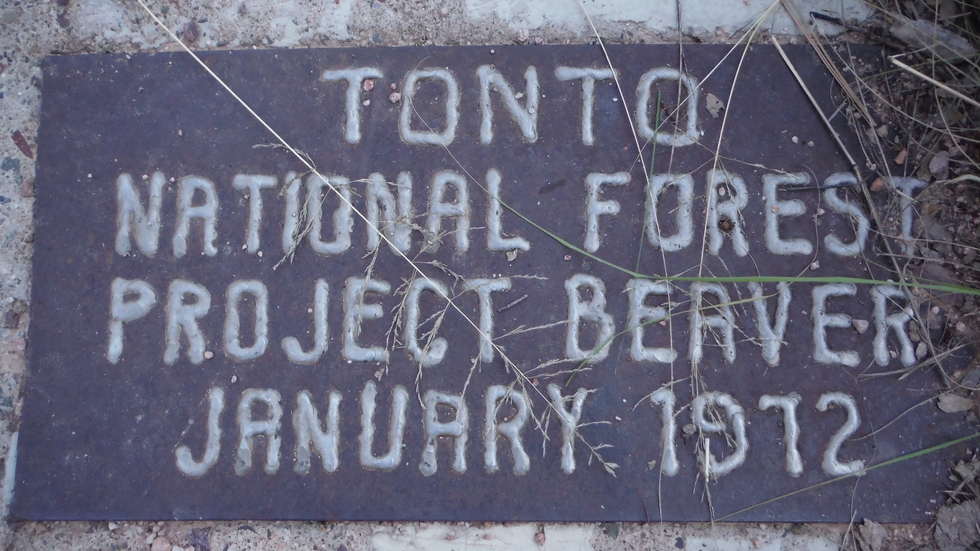 TONTO
NATIONAL FOREST
PROJECT BEAVER
JANUARY 1972